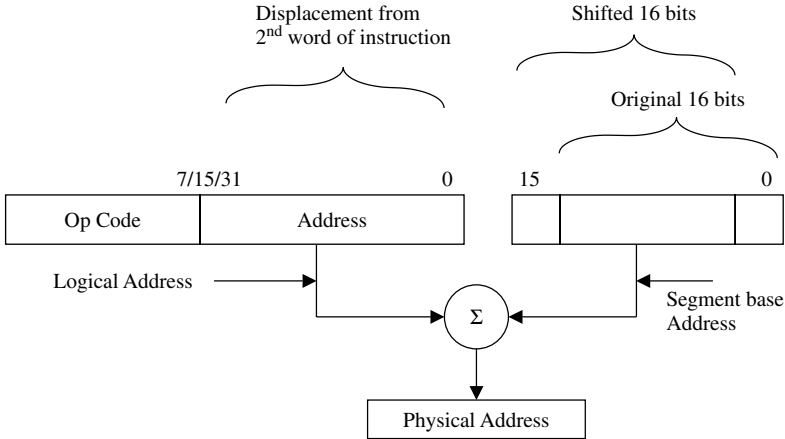 Displacement from
2nd word of instruction
Shifted 16 bits
Original 16 bits
7/15/31
0
15
0
Op Code
Address
Logical Address
Segment base
Address
Σ
Physical Address